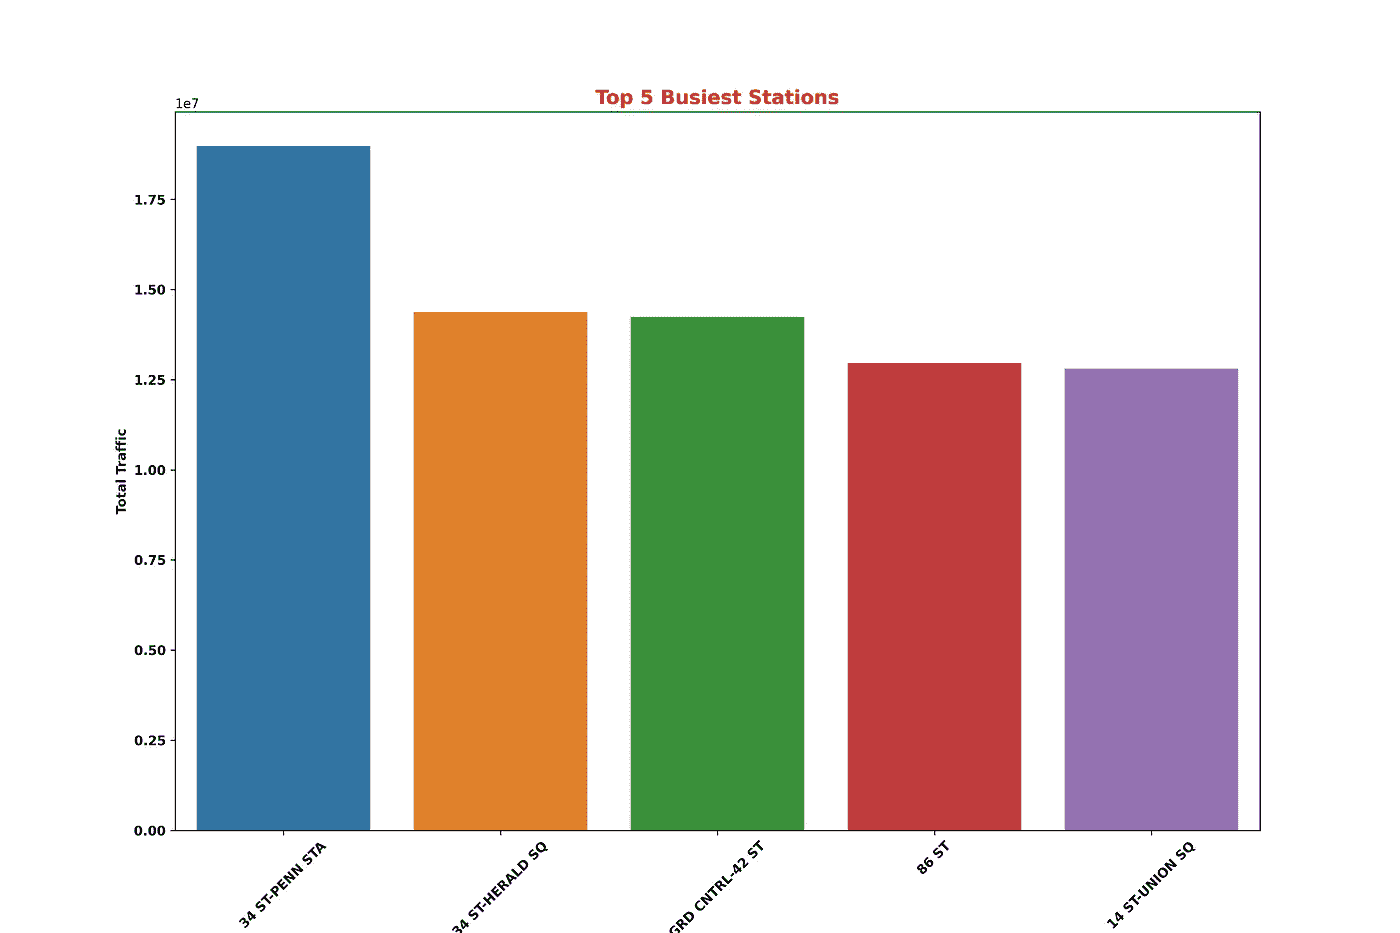 Top 5 Busiest Stations
1e7
1.75
1.50
1.25
1.00
0.75
0.50
0.25
0.00
Total Traffic
34 ST-PENN STA
34 ST-HERALD SQ
GRD CNTRL-42 ST
86 ST
14 ST-UNION SQ